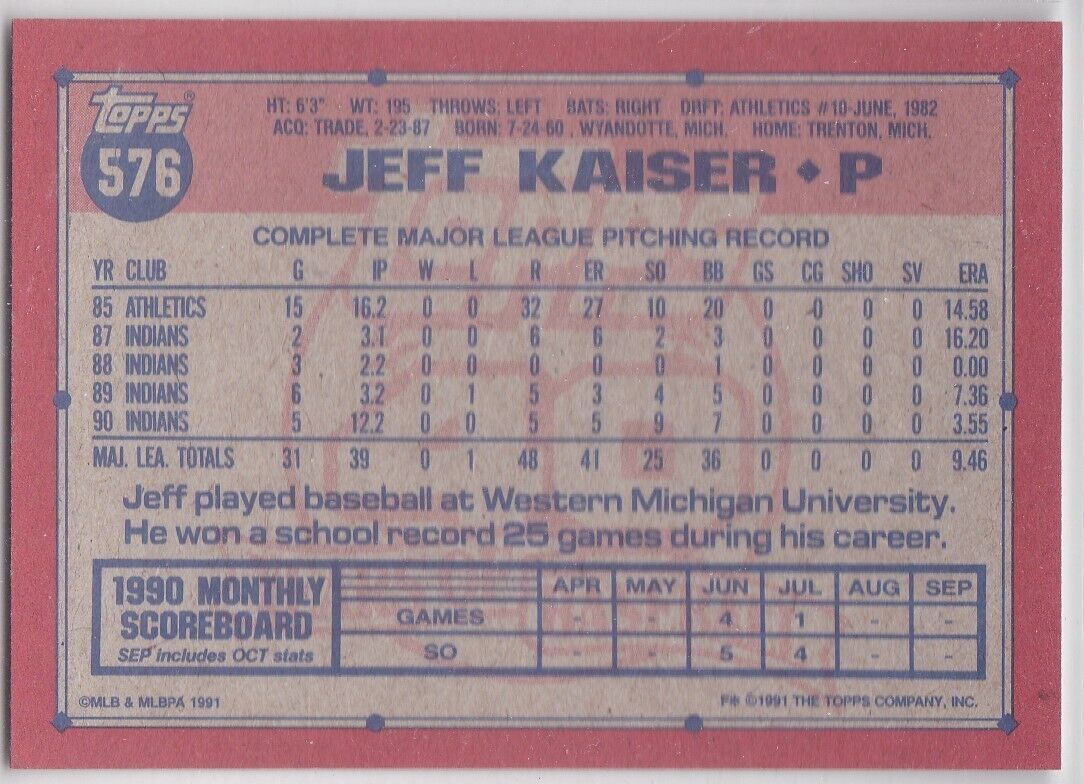 Topps®
576
HT: 6'3" WT: 195 THROWS: LEFT BATS: RIGHT DRFT: ATHLETICS #10-JUNE, 1982
ACQ: TRADE, 2-23-87 BORN: 7-24-60, WYANDOTTE, MICH. HOME: TRENTON, MICH.
JEFF KAISER ♦ P
COMPLETE MAJOR LEAGUE PITCHING RECORD
YR CLUB G IP W L R ER SO BB GS CG SHO SV ERA
85 ATHLETICS 15 16.2 0 0 32 27 10 20 0 0 0 0 14.58
87 INDIANS 2 3.1 0 0 6 6 2 3 0 0 0 0 16.20
88 INDIANS 3 2.2 0 0 0 0 0 1 0 0 0 0 0.00
89 INDIANS 6 3.2 0 1 5 3 4 5 0 0 0 0 7.36
90 INDIANS 5 12.2 0 0 5 5 9 7 0 0 0 0 3.55
MAJ. LEA. TOTALS 31 39 0 1 48 41 25 36 0 0 0 0 9.46
Jeff played baseball at Western Michigan University.
He won a school record 25 games during his career.
1990 MONTHLY SCOREBOARD
SEP includes OCT stats
APR MAY JUN JUL AUG SEP
GAMES - - 4 1 - -
SO - - 5 4 - -
©MLB & MLBPA 1991
F* ©1991 THE TOPPS COMPANY, INC.